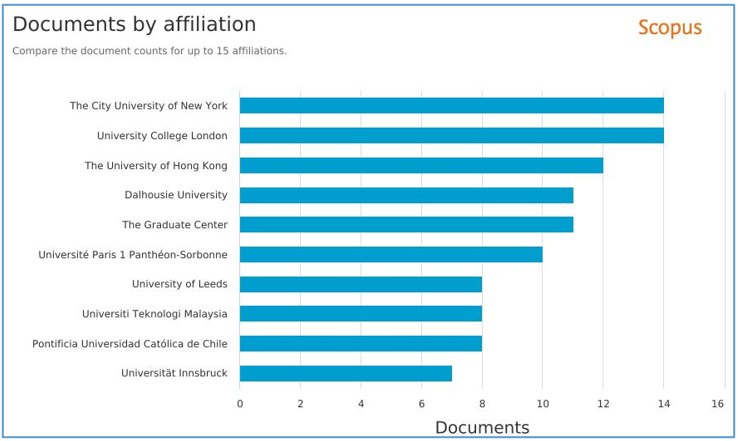 Documents by affiliation
Scopus
Compare the document counts for up to 15 affiliations.
The City University of New York
University College London
The University of Hong Kong
Dalhousie University
The Graduate Center
Université Paris 1 Panthéon-Sorbonne
University of Leeds
Universiti Teknologi Malaysia
Pontificia Universidad Católica de Chile
Universität Innsbruck
0 2 4 6 8 10 12 14 16
Documents